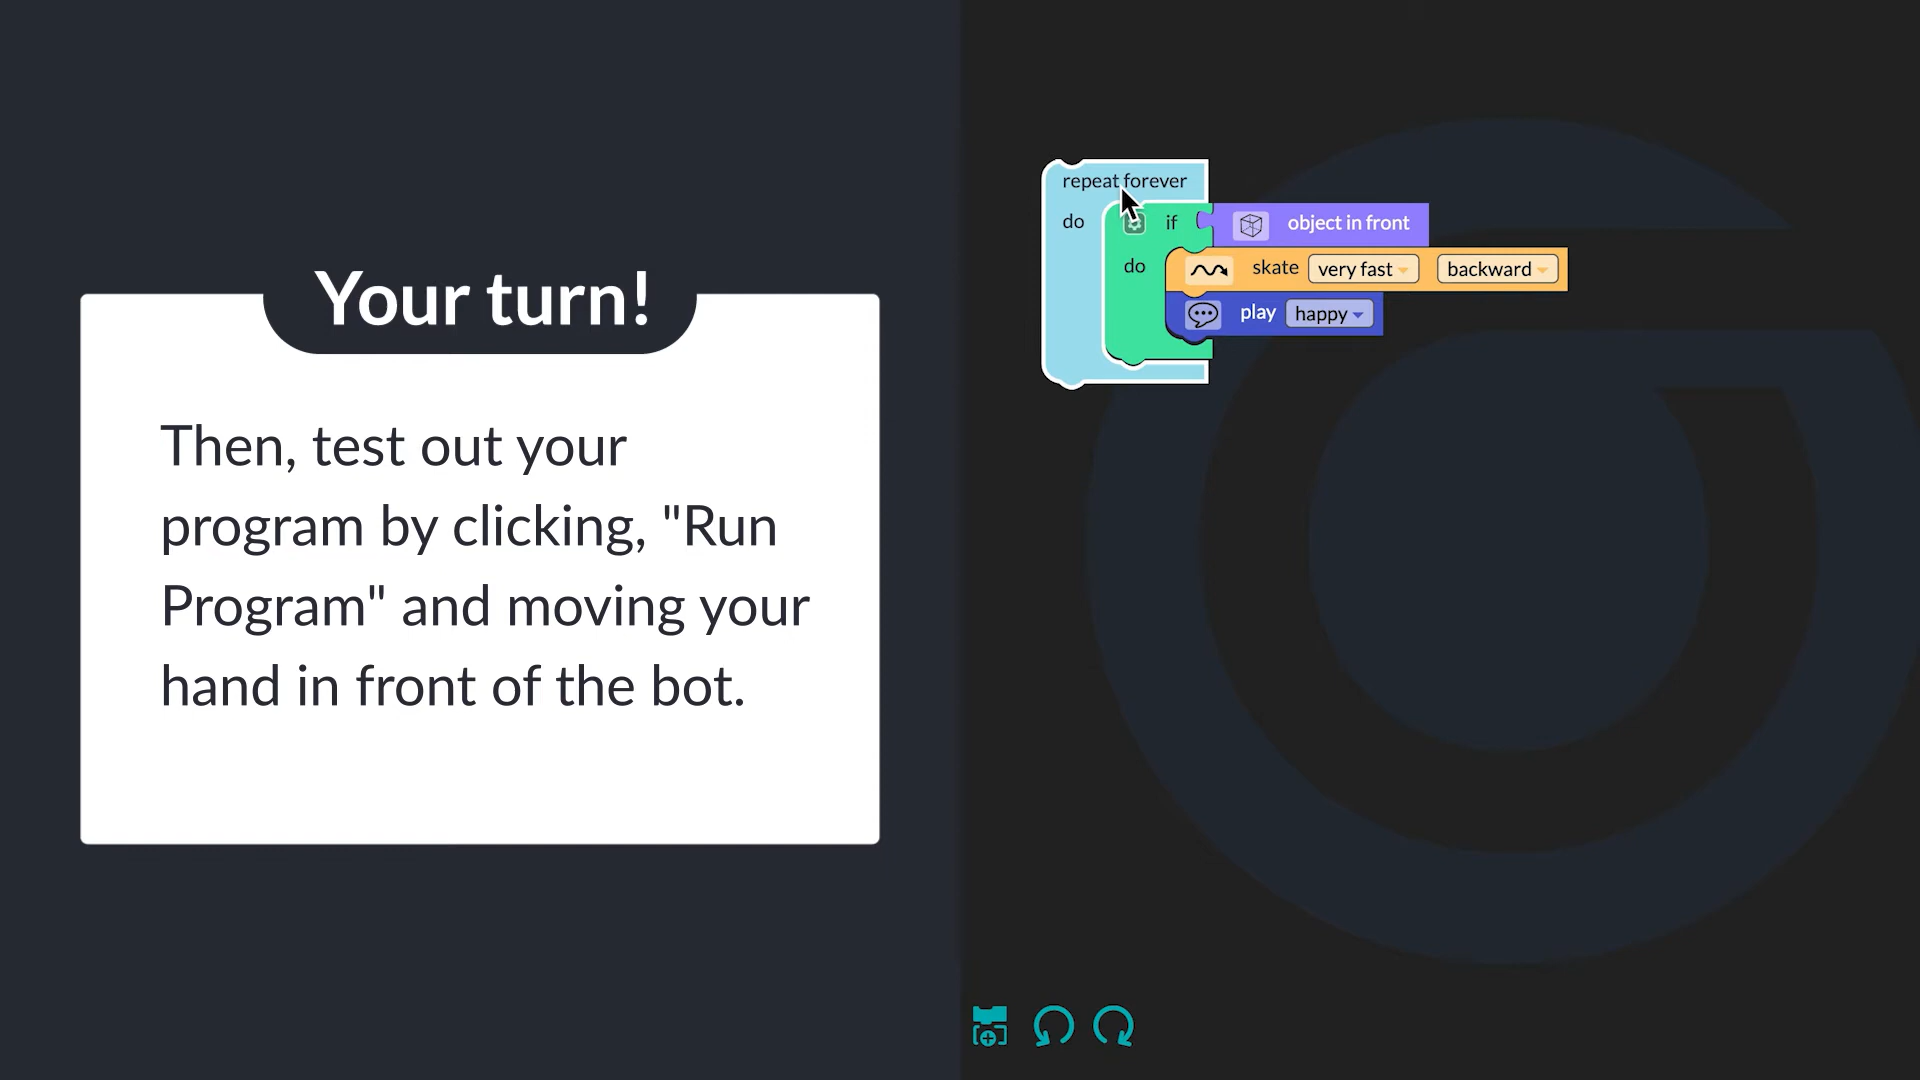 Your turn!
Then, test out your
program by clicking, "Run
Program" and moving your
hand in front of the bot.
repeat forever
do if object in front
do skate very fast backward
play happy